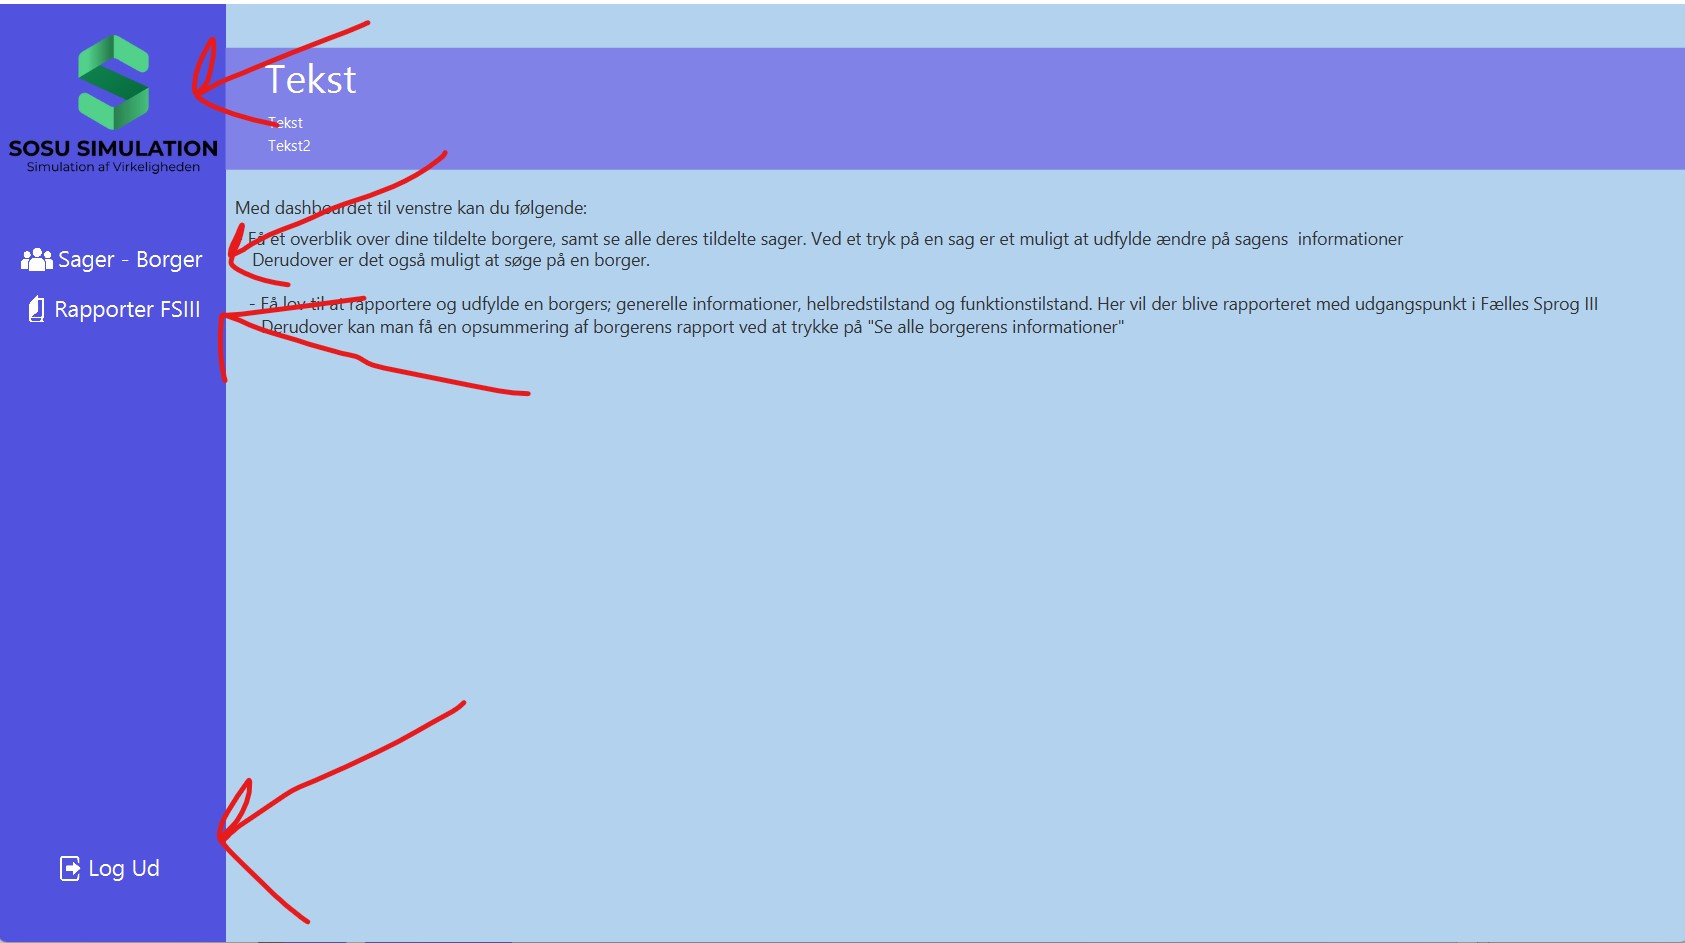 SOSU SIMULATION
Simulation af Virkeligheden
Sager - Borger
Rapporter FSIII
Log Ud
Tekst
Tekst
Tekst2
Med dashboardet til venstre kan du følgende:
- Få et overblik over dine tildelte borgere, samt se alle deres tildelte sager. Ved et tryk på en sag er et muligt at udfylde ændre på sagens informationer
Derudover er det også muligt at søge på en borger.
- Få lov til at rapportere og udfylde en borgers; generelle informationer, helbredstilstand og funktionstilstand. Her vil der blive rapporteret med udgangspunkt i Fælles Sprog III
Derudover kan man få en opsummering af borgerens rapport ved at trykke på "Se alle borgerens informationer"